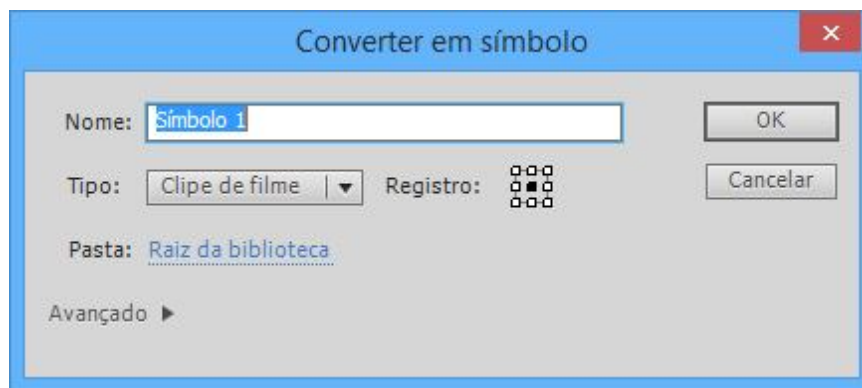 Converter em símbolo
Nome: Símbolo 1 OK
Tipo: Clipe de filme Registro: Cancelar
Pasta: Raiz da biblioteca
Avançado